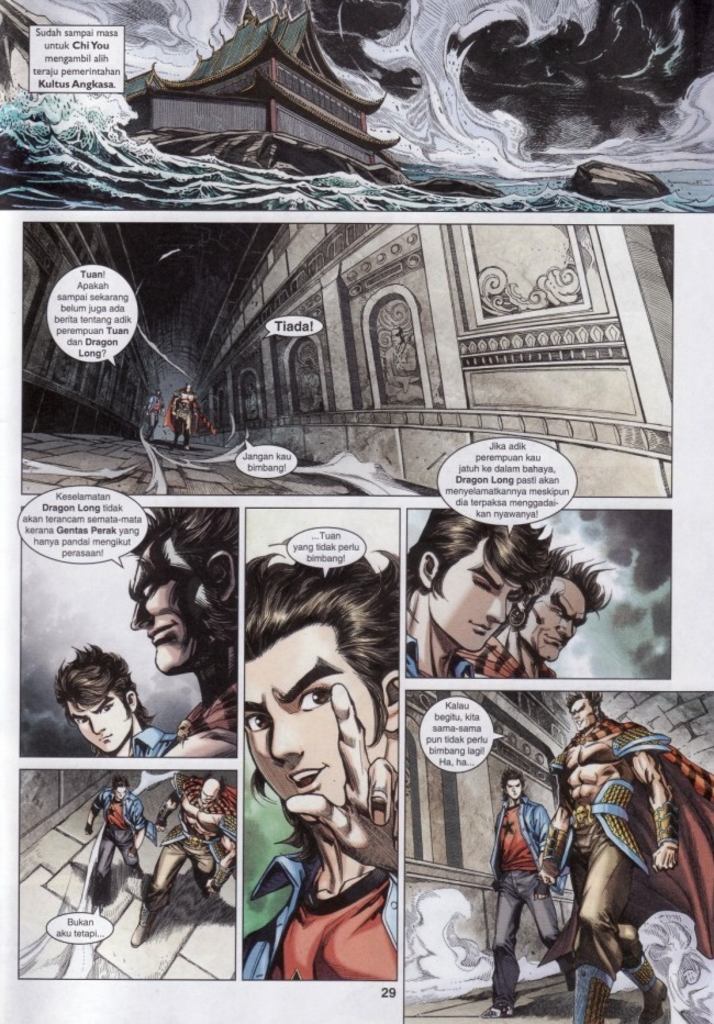 Sudah sampai masa
untuk Chi You
mengambil alih
teraju pemerintahan
Kultus Angkasa.
Tuan!
Apakah
sampai sekarang
belum juga ada
berita tentang adik
perempuan Tuan
dan Dragon
Long?
Tiada!
Jangan kau
bimbang!
Jika adik
perempuan kau
jatuh ke dalam bahaya,
Dragon Long pasti akan
menyelamatkannya meskipun
dia terpaksa menggadai-
kan nyawanya!
Keselamatan
Dragon Long tidak
akan terancam semata-mata
kerana Gentas Perak yang
hanya pandai mengikut
perasaan!
Bukan
aku tetapi...
...Tuan
yang tidak perlu
bimbang!
Kalau
begitu, kita
sama-sama
pun tidak perlu
bimbang lagi!
Ha, ha...
29